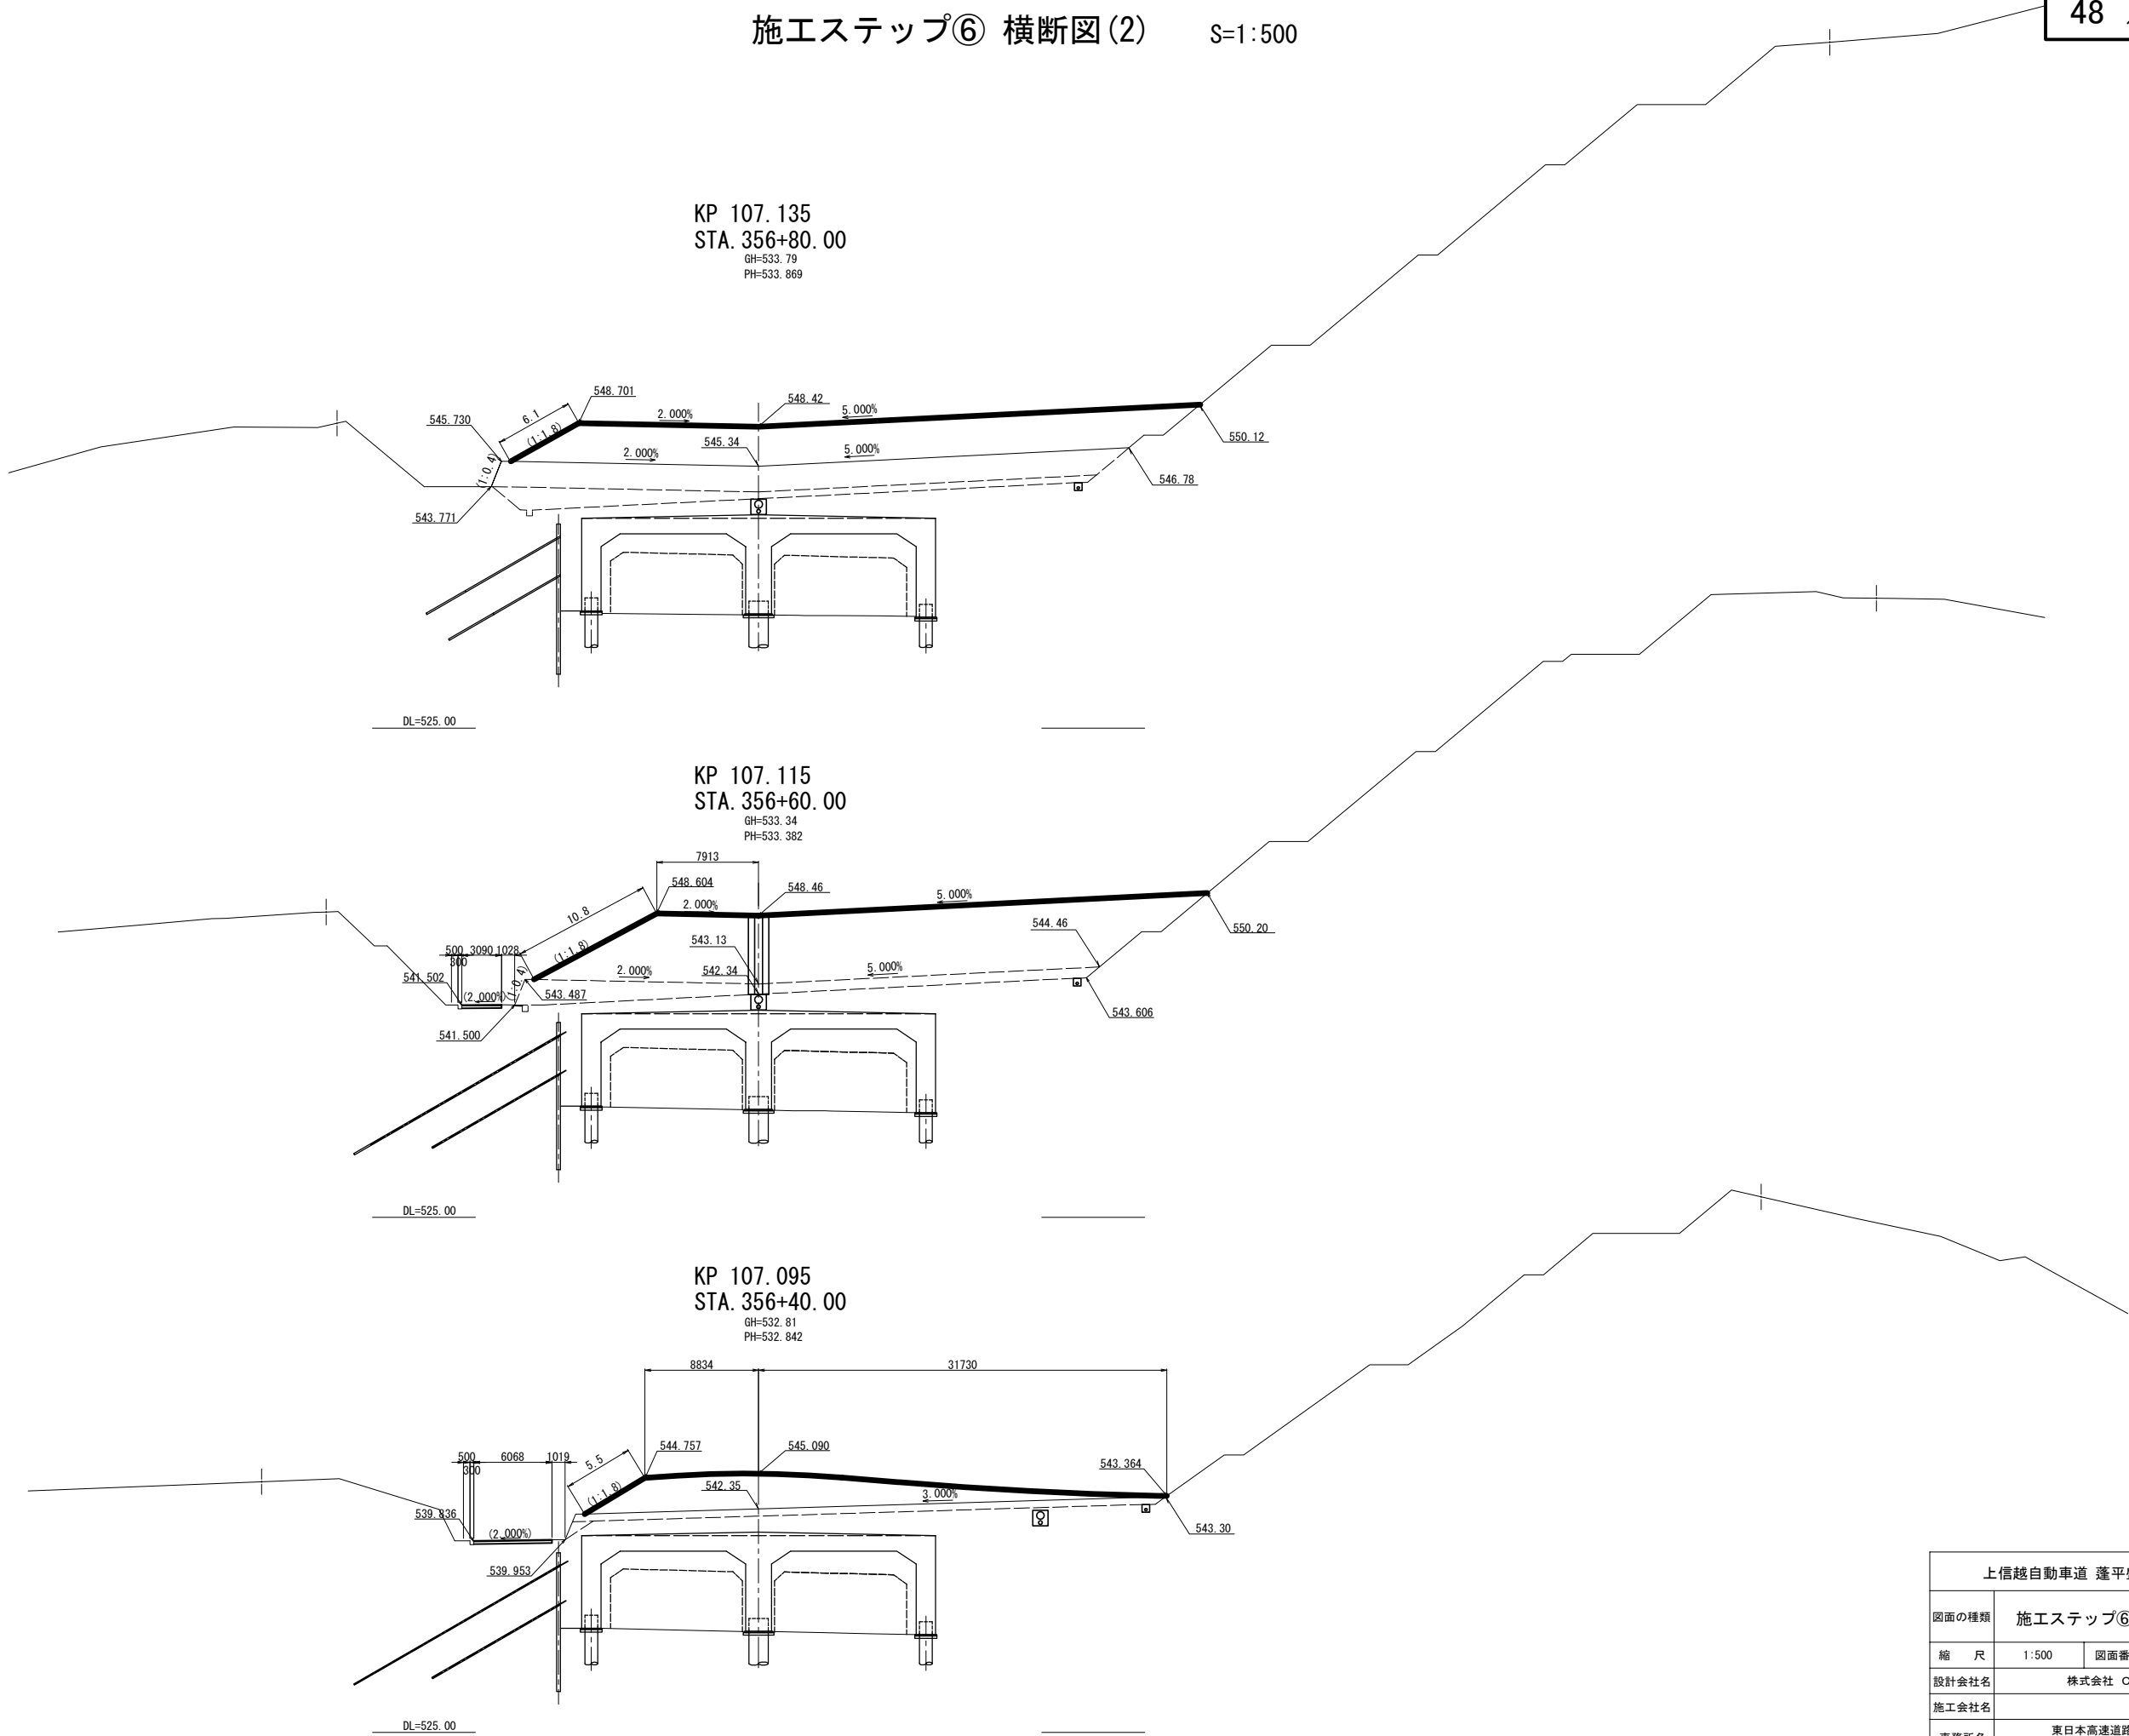 施工ステップ⑥ 横断図(2) S=1:500
48
KP 107.135
STA.356+80.00
GH=533.79
PH=533.869
548.701
6.1
(1:1.8)
2.000%
548.42
5.000%
545.730
545.34
2.000%
5.000%
550.12
(1:0.4)
546.78
543.771
DL=525.00
KP 107.115
STA.356+60.00
GH=533.34
PH=533.382
7913
548.604
548.46
5.000%
2.000%
10.8
(1:1.8)
544.46
550.20
543.13
500 3090 1028
300
2.000%
542.34
5.000%
541.502
(2.000%)
(1:0.4)
543.487
543.606
541.500
DL=525.00
KP 107.095
STA.356+40.00
GH=532.81
PH=532.842
8834
31730
544.757
545.090
500 6068 1019
300
5.5
(1:1.8)
543.364
542.35
3.000%
539.836
(2.000%)
543.30
539.953
DL=525.00
上信越自動車道 蓬平
図面の種類 施工ステップ⑥
縮 尺 1:500 図面番
設計会社名 株式会社
施工会社名
東日本高速道路